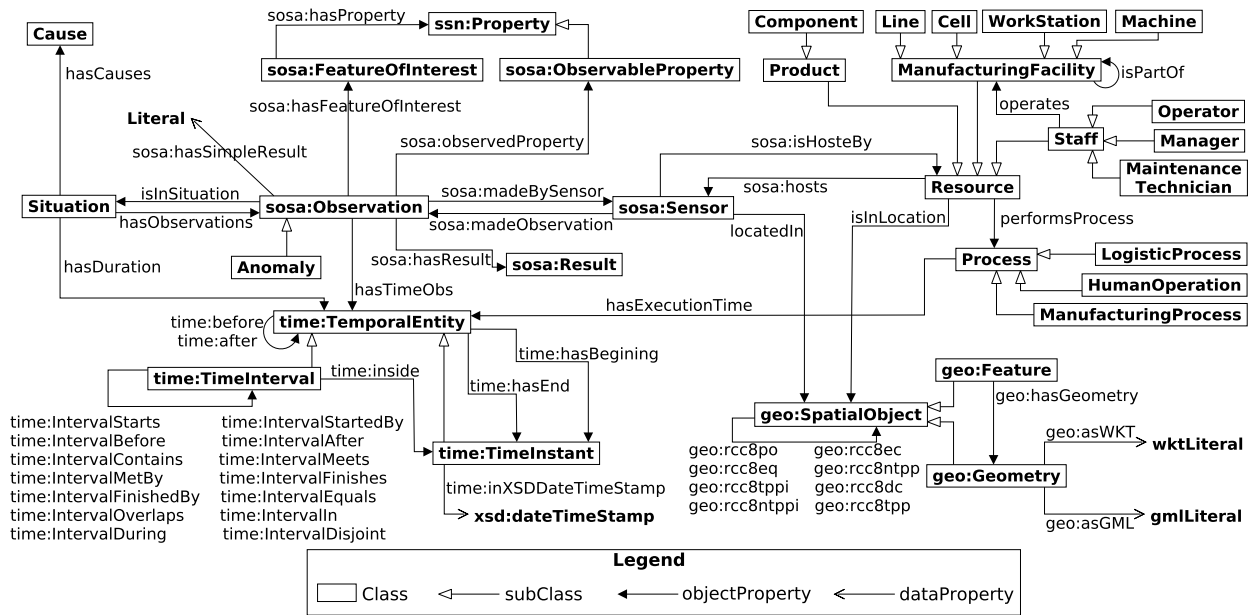 Component
Line
Cell
WorkStation
Machine
sosa:hasProperty
ssn:Property
Cause
hasCauses
sosa:FeatureOfInterest
sosa:ObservableProperty
Product
ManufacturingFacility
isPartOf
sosa:hasFeatureOfInterest
operates
Operator
Literal
sosa:hasSimpleResult
sosa:observedProperty
sosa:isHosteBy
Staff
Manager
Maintenance
Technician
isInSituation
sosa:madeBySensor
sosa:hosts
Resource
Situation
sosa:Observation
sosa:Sensor
hasObservations
sosa:madeObservation
locatedIn
isInLocation
performsProcess
hasDuration
Anomaly
sosa:hasResult
sosa:Result
Process
LogisticProcess
hasTimeObs
HumanOperation
hasExecutionTime
ManufacturingProcess
time:before
time:after
time:TemporalEntity
time:hasBegining
time:TimeInterval
time:inside
time:hasEnd
geo:Feature
geo:hasGeometry
geo:SpatialObject
time:IntervalStarts
time:IntervalBefore
time:IntervalContains
time:IntervalMetBy
time:IntervalFinishedBy
time:IntervalOverlaps
time:IntervalDuring
time:IntervalStartedBy
time:IntervalAfter
time:IntervalMeets
time:IntervalFinishes
time:IntervalEquals
time:IntervalIn
time:IntervalDisjoint
time:TimeInstant
time:inXSDDateTimeStamp
xsd:dateTimeStamp
geo:rcc8po
geo:rcc8eq
geo:rcc8tppi
geo:rcc8ntppi
geo:rcc8ec
geo:rcc8ntpp
geo:rcc8dc
geo:rcc8tpp
geo:asWKT
wktLiteral
geo:Geometry
geo:asGML
gmlLiteral
Legend
Class
subClass
objectProperty
dataProperty